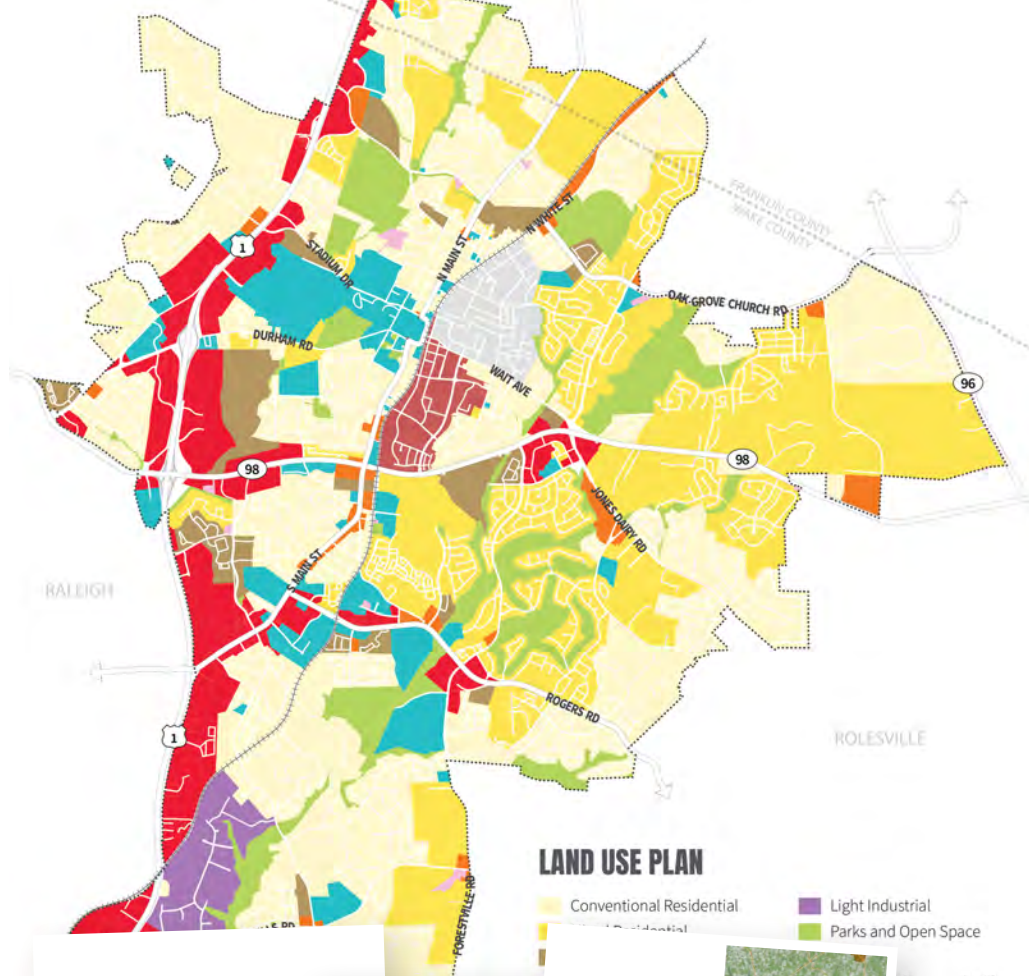 FRANKLIN COUNTY
WAKE COUNTY
N WHITE ST
1
STADIUM DR
N MAIN ST
OAK GROVE CHURCH RD
DURHAM RD
WAIT AVE
96
98
98
JONES DAIRY RD
S MAIN ST
RALEIGH
ROGERS RD
1
ROLESVILLE
LAND USE PLAN
Conventional Residential
Light Industrial
Residential
Parks and Open Space
FORESTVILLE RD
RD